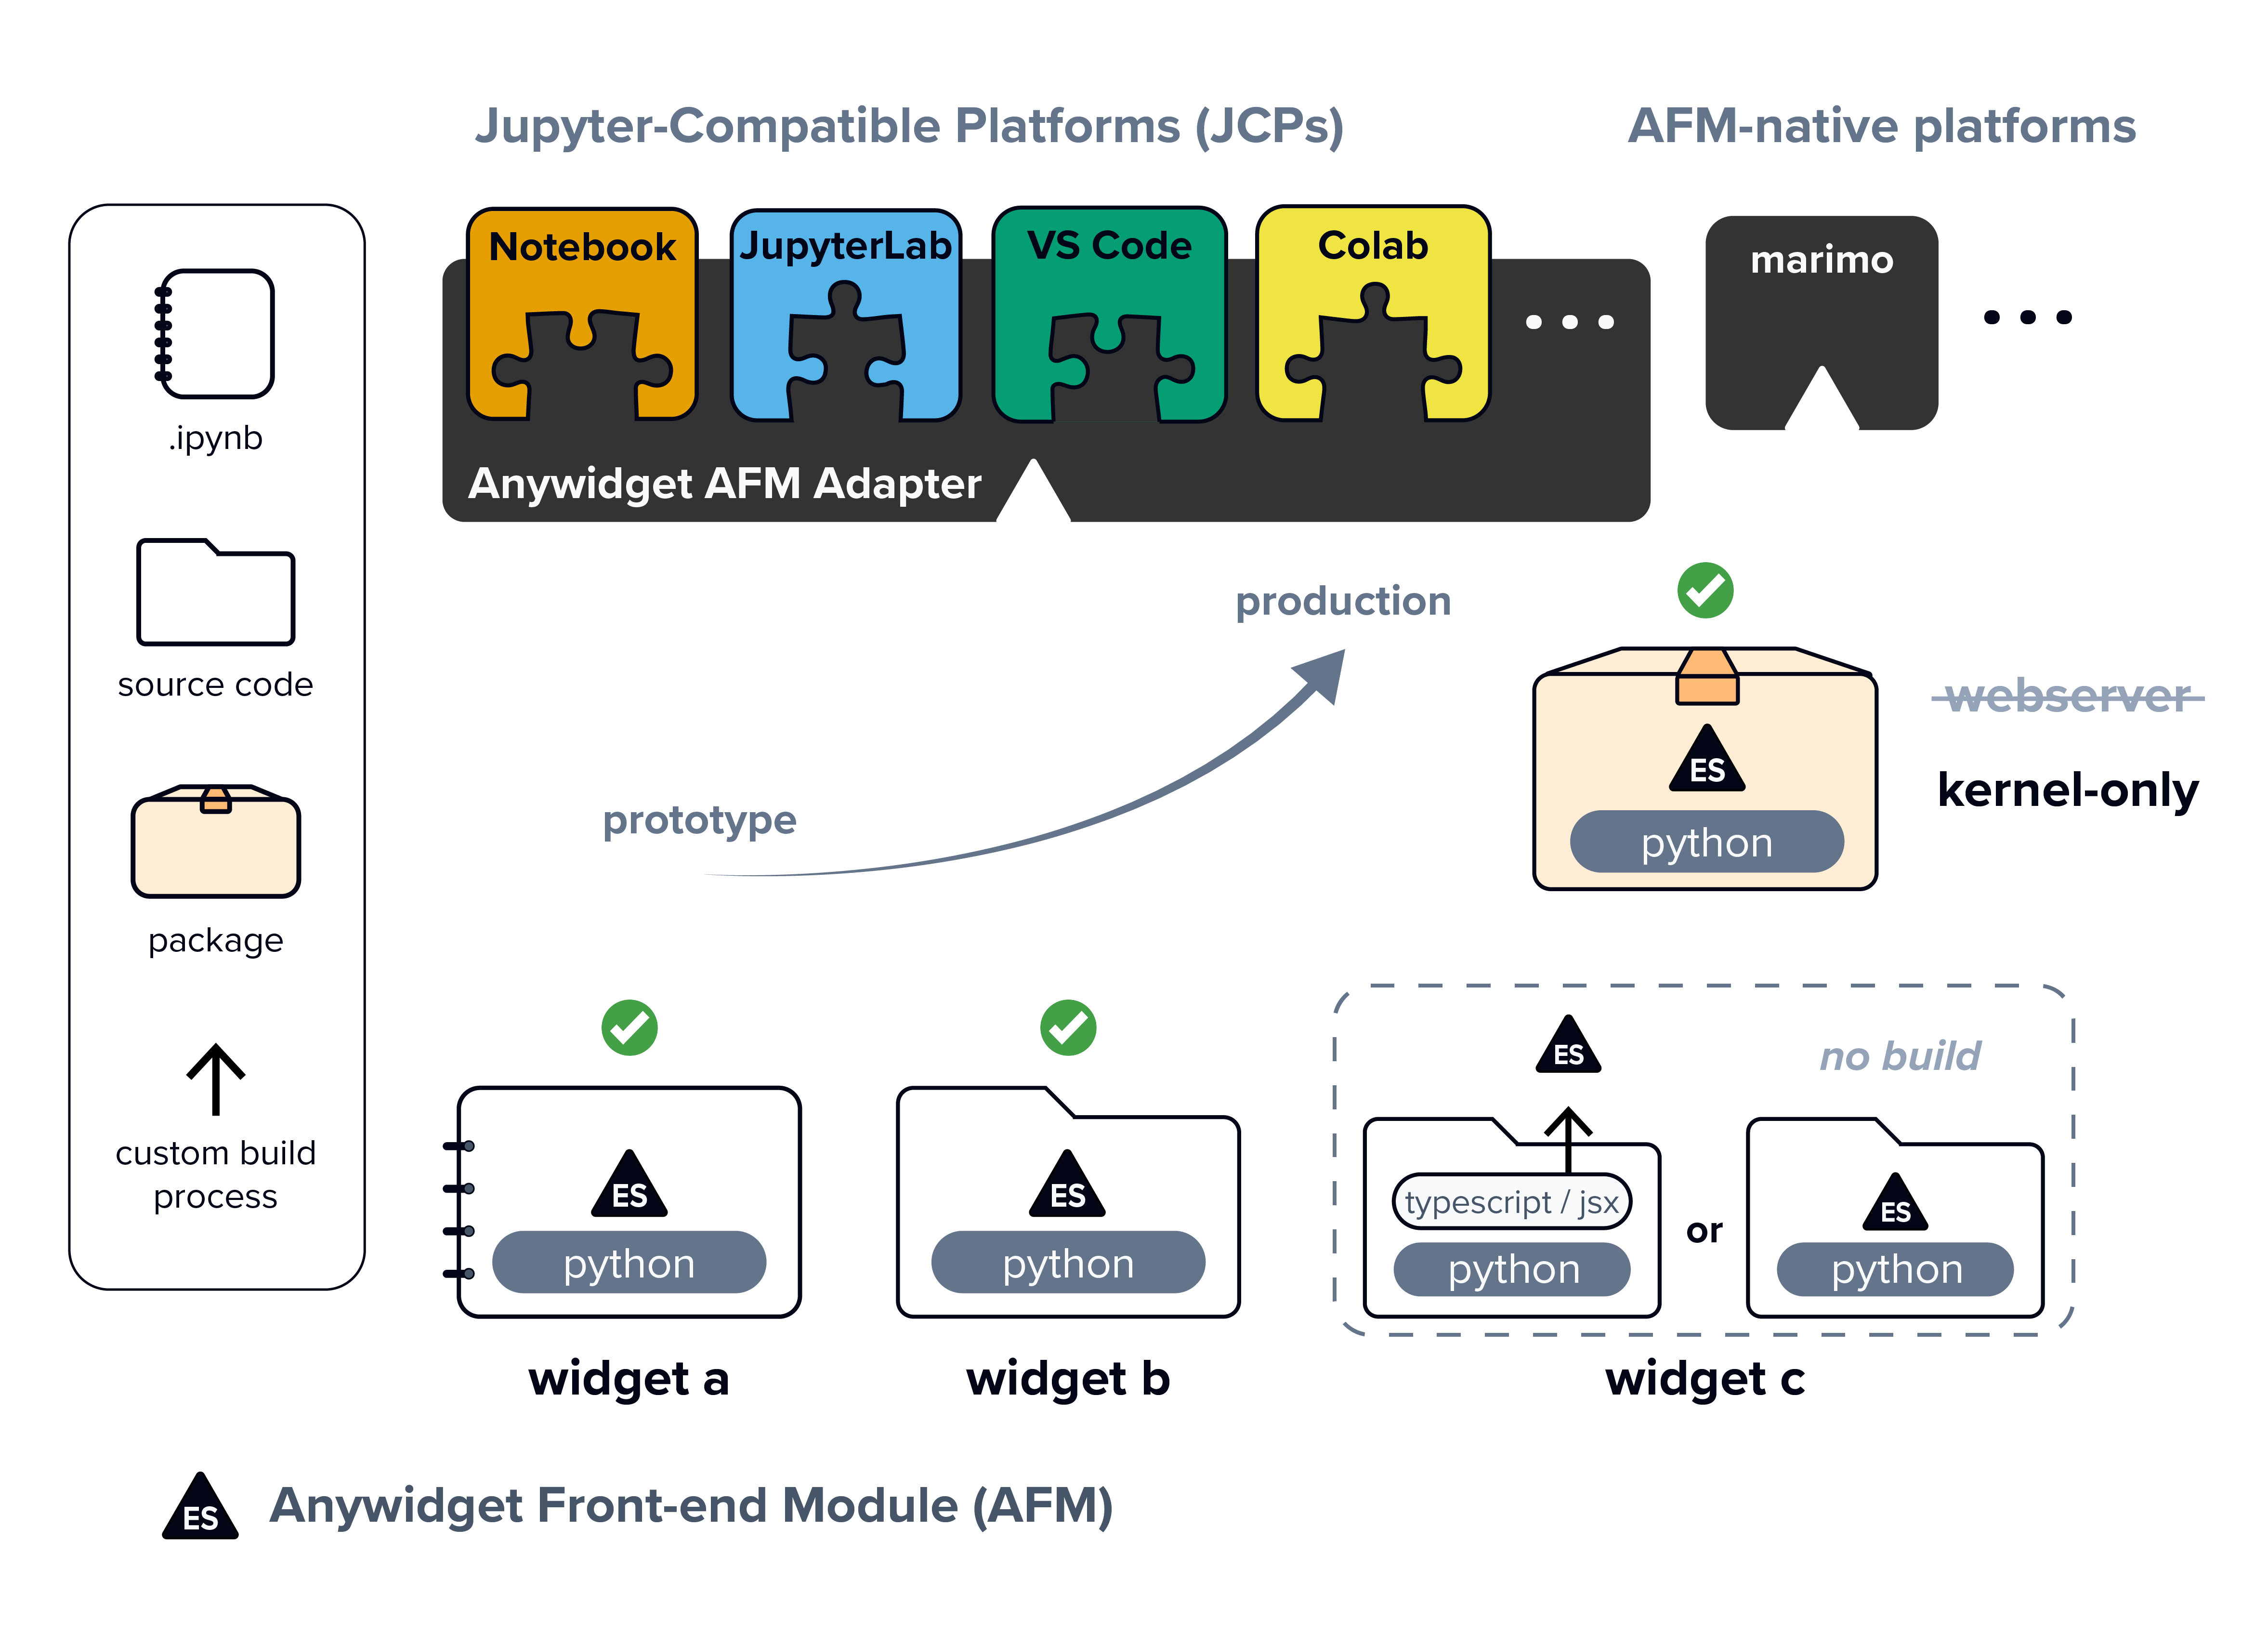 Jupyter-Compatible Platforms (JCPs)
AFM-native platforms
Notebook
JupyterLab
VS Code
Colab
marimo
Anywidget AFM Adapter
.ipynb
source code
package
custom build
process
prototype
production
webserver
kernel-only
ES
python
ES
python
widget a
ES
python
widget b
ES
no build
typescript / jsx
python
or
ES
python
widget c
ES
Anywidget Front-end Module (AFM)